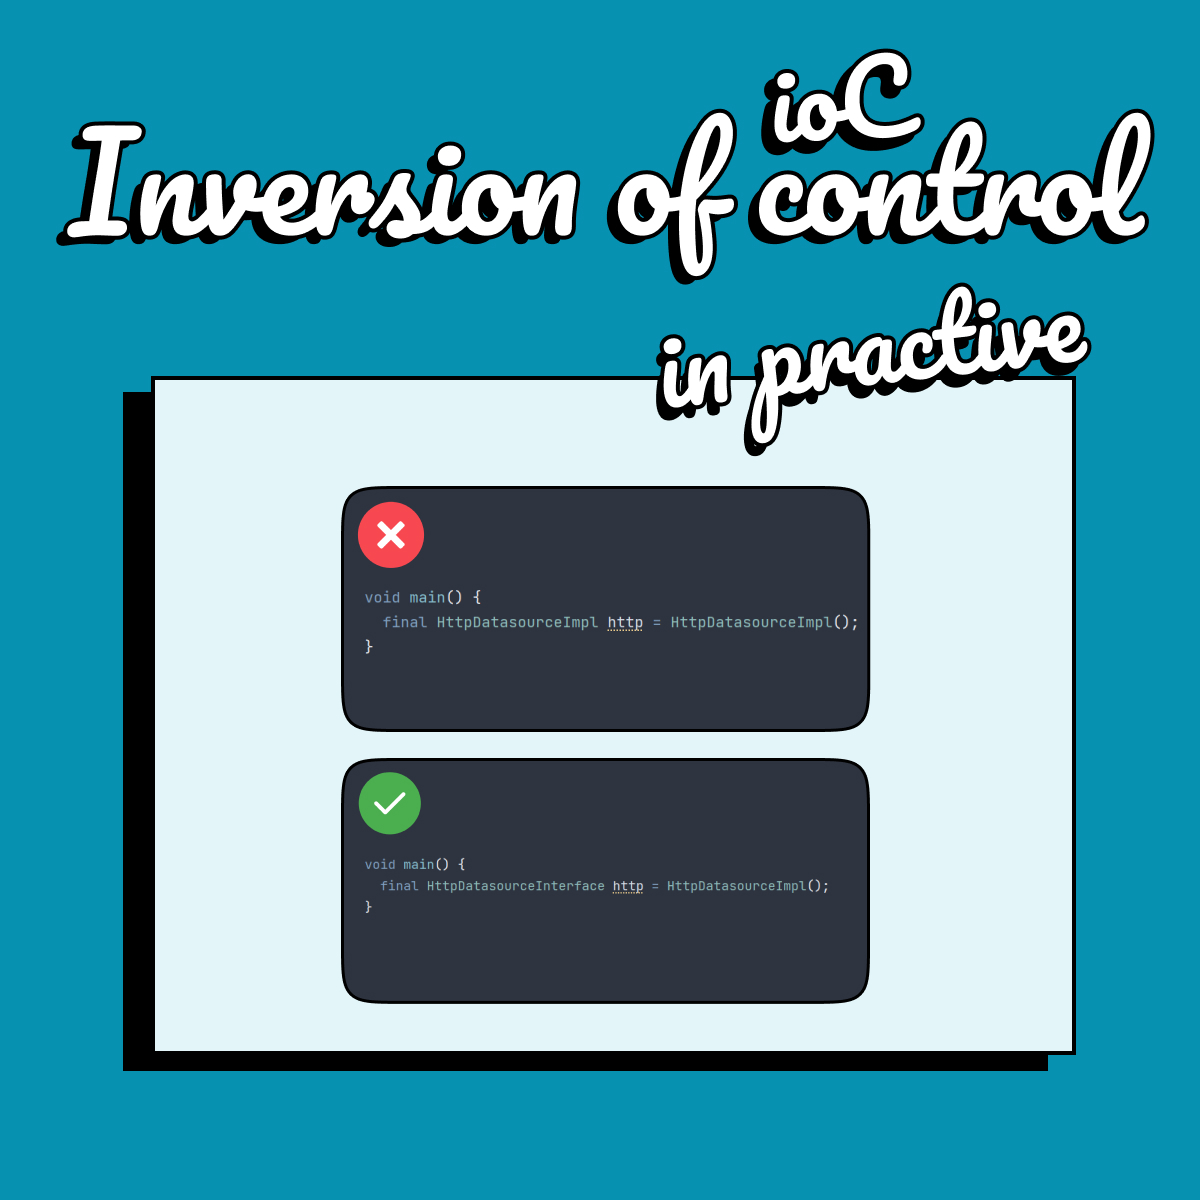 ioC
Inversion of control
in practive
void main() {
  final HttpDatasourceImpl http = HttpDatasourceImpl();
}
void main() {
  final HttpDatasourceInterface http = HttpDatasourceImpl();
}